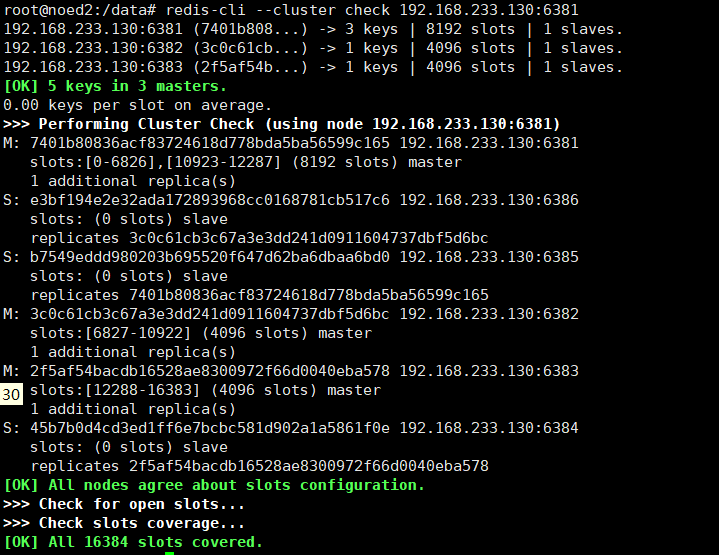 root@noed2:/data# redis-cli --cluster check 192.168.233.130:6381
192.168.233.130:6381 (7401b808...) -> 3 keys | 8192 slots | 1 slaves.
192.168.233.130:6382 (3c0c61cb...) -> 1 keys | 4096 slots | 1 slaves.
192.168.233.130:6383 (2f5af54b...) -> 1 keys | 4096 slots | 1 slaves.
[OK] 5 keys in 3 masters.
0.00 keys per slot on average.
>>> Performing Cluster Check (using node 192.168.233.130:6381)
M: 7401b80836acf83724618d778bda5ba56599c165 192.168.233.130:6381
   slots:[0-6826],[10923-12287] (8192 slots) master
   1 additional replica(s)
S: e3bf194e2e32ada172893968cc0168781cb517c6 192.168.233.130:6386
   slots: (0 slots) slave
   replicates 3c0c61cb3c67a3e3dd241d0911604737dbf5d6bc
S: b7549eddd980203b695520f647d62ba6dbaa6bd0 192.168.233.130:6385
   slots: (0 slots) slave
   replicates 7401b80836acf83724618d778bda5ba56599c165
M: 3c0c61cb3c67a3e3dd241d0911604737dbf5d6bc 192.168.233.130:6382
   slots:[6827-10922] (4096 slots) master
   1 additional replica(s)
M: 2f5af54bacdb16528ae8300972f66d0040eba578 192.168.233.130:6383
30 slots:[12288-16383] (4096 slots) master
   1 additional replica(s)
S: 45b7b0d4cd3ed1ff6e7bcbc581d902a1a5861f0e 192.168.233.130:6384
   slots: (0 slots) slave
   replicates 2f5af54bacdb16528ae8300972f66d0040eba578
[OK] All nodes agree about slots configuration.
>>> Check for open slots...
>>> Check slots coverage...
[OK] All 16384 slots covered.